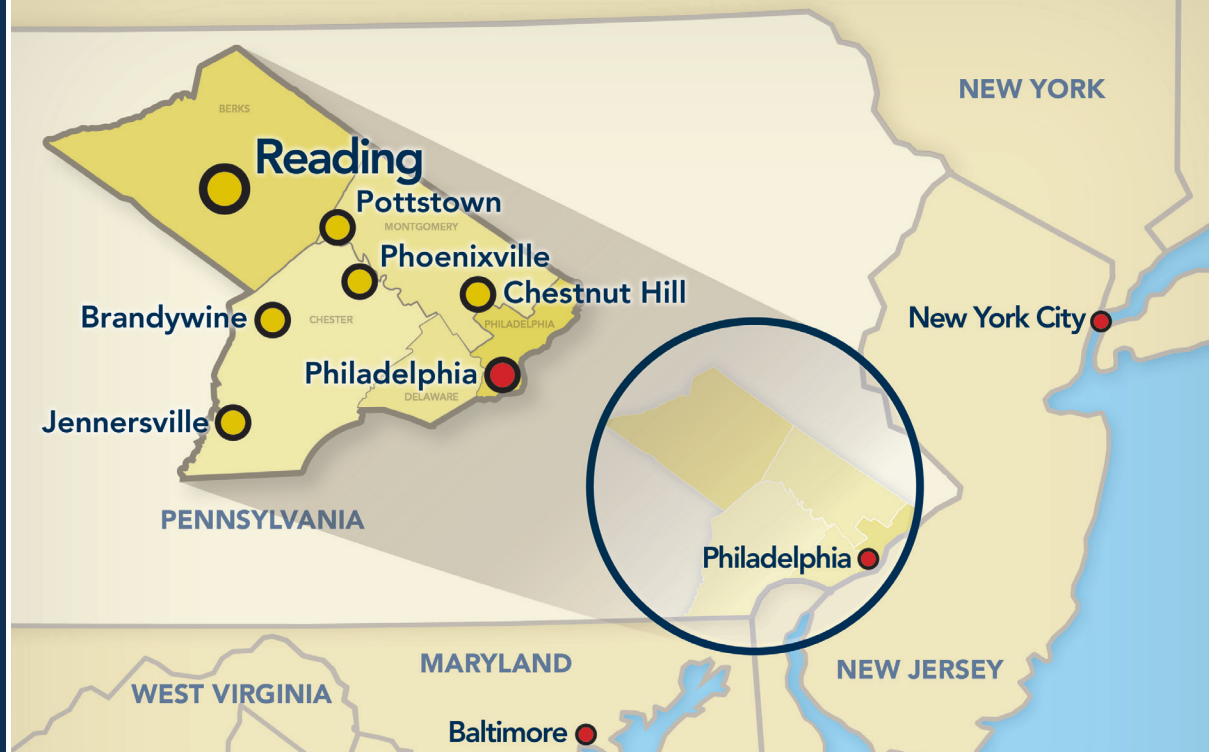 NEW YORK
BERKS
Reading
Pottstown
MONTGOMERY
Phoenixville
Chestnut Hill
Brandywine
CHESTER
PHILADELPHIA
New York City
Philadelphia
DELAWARE
Jennersville
PENNSYLVANIA
Philadelphia
MARYLAND
NEW JERSEY
WEST VIRGINIA
Baltimore